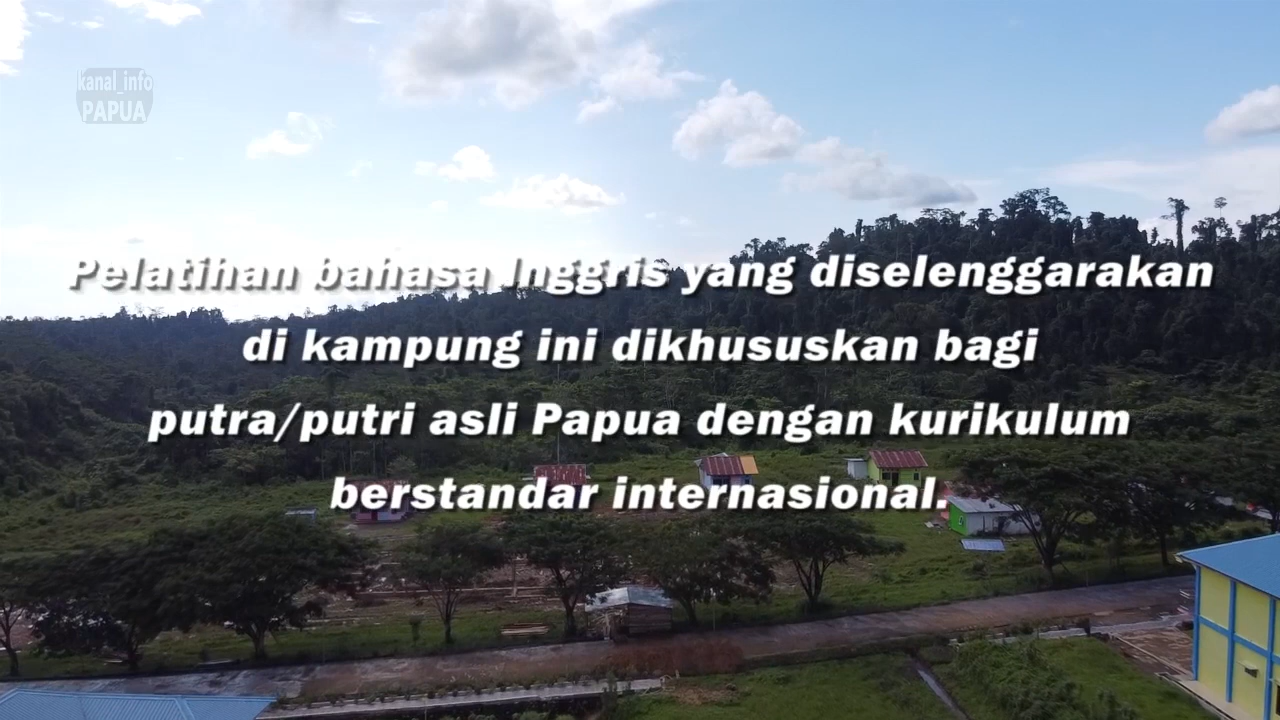 kanal_info
PAPUA
Pelatihan bahasa Inggris yang diselenggarakan
di kampung ini dikhususkan bagi
putra/putri asli Papua dengan kurikulum
berstandar internasional.